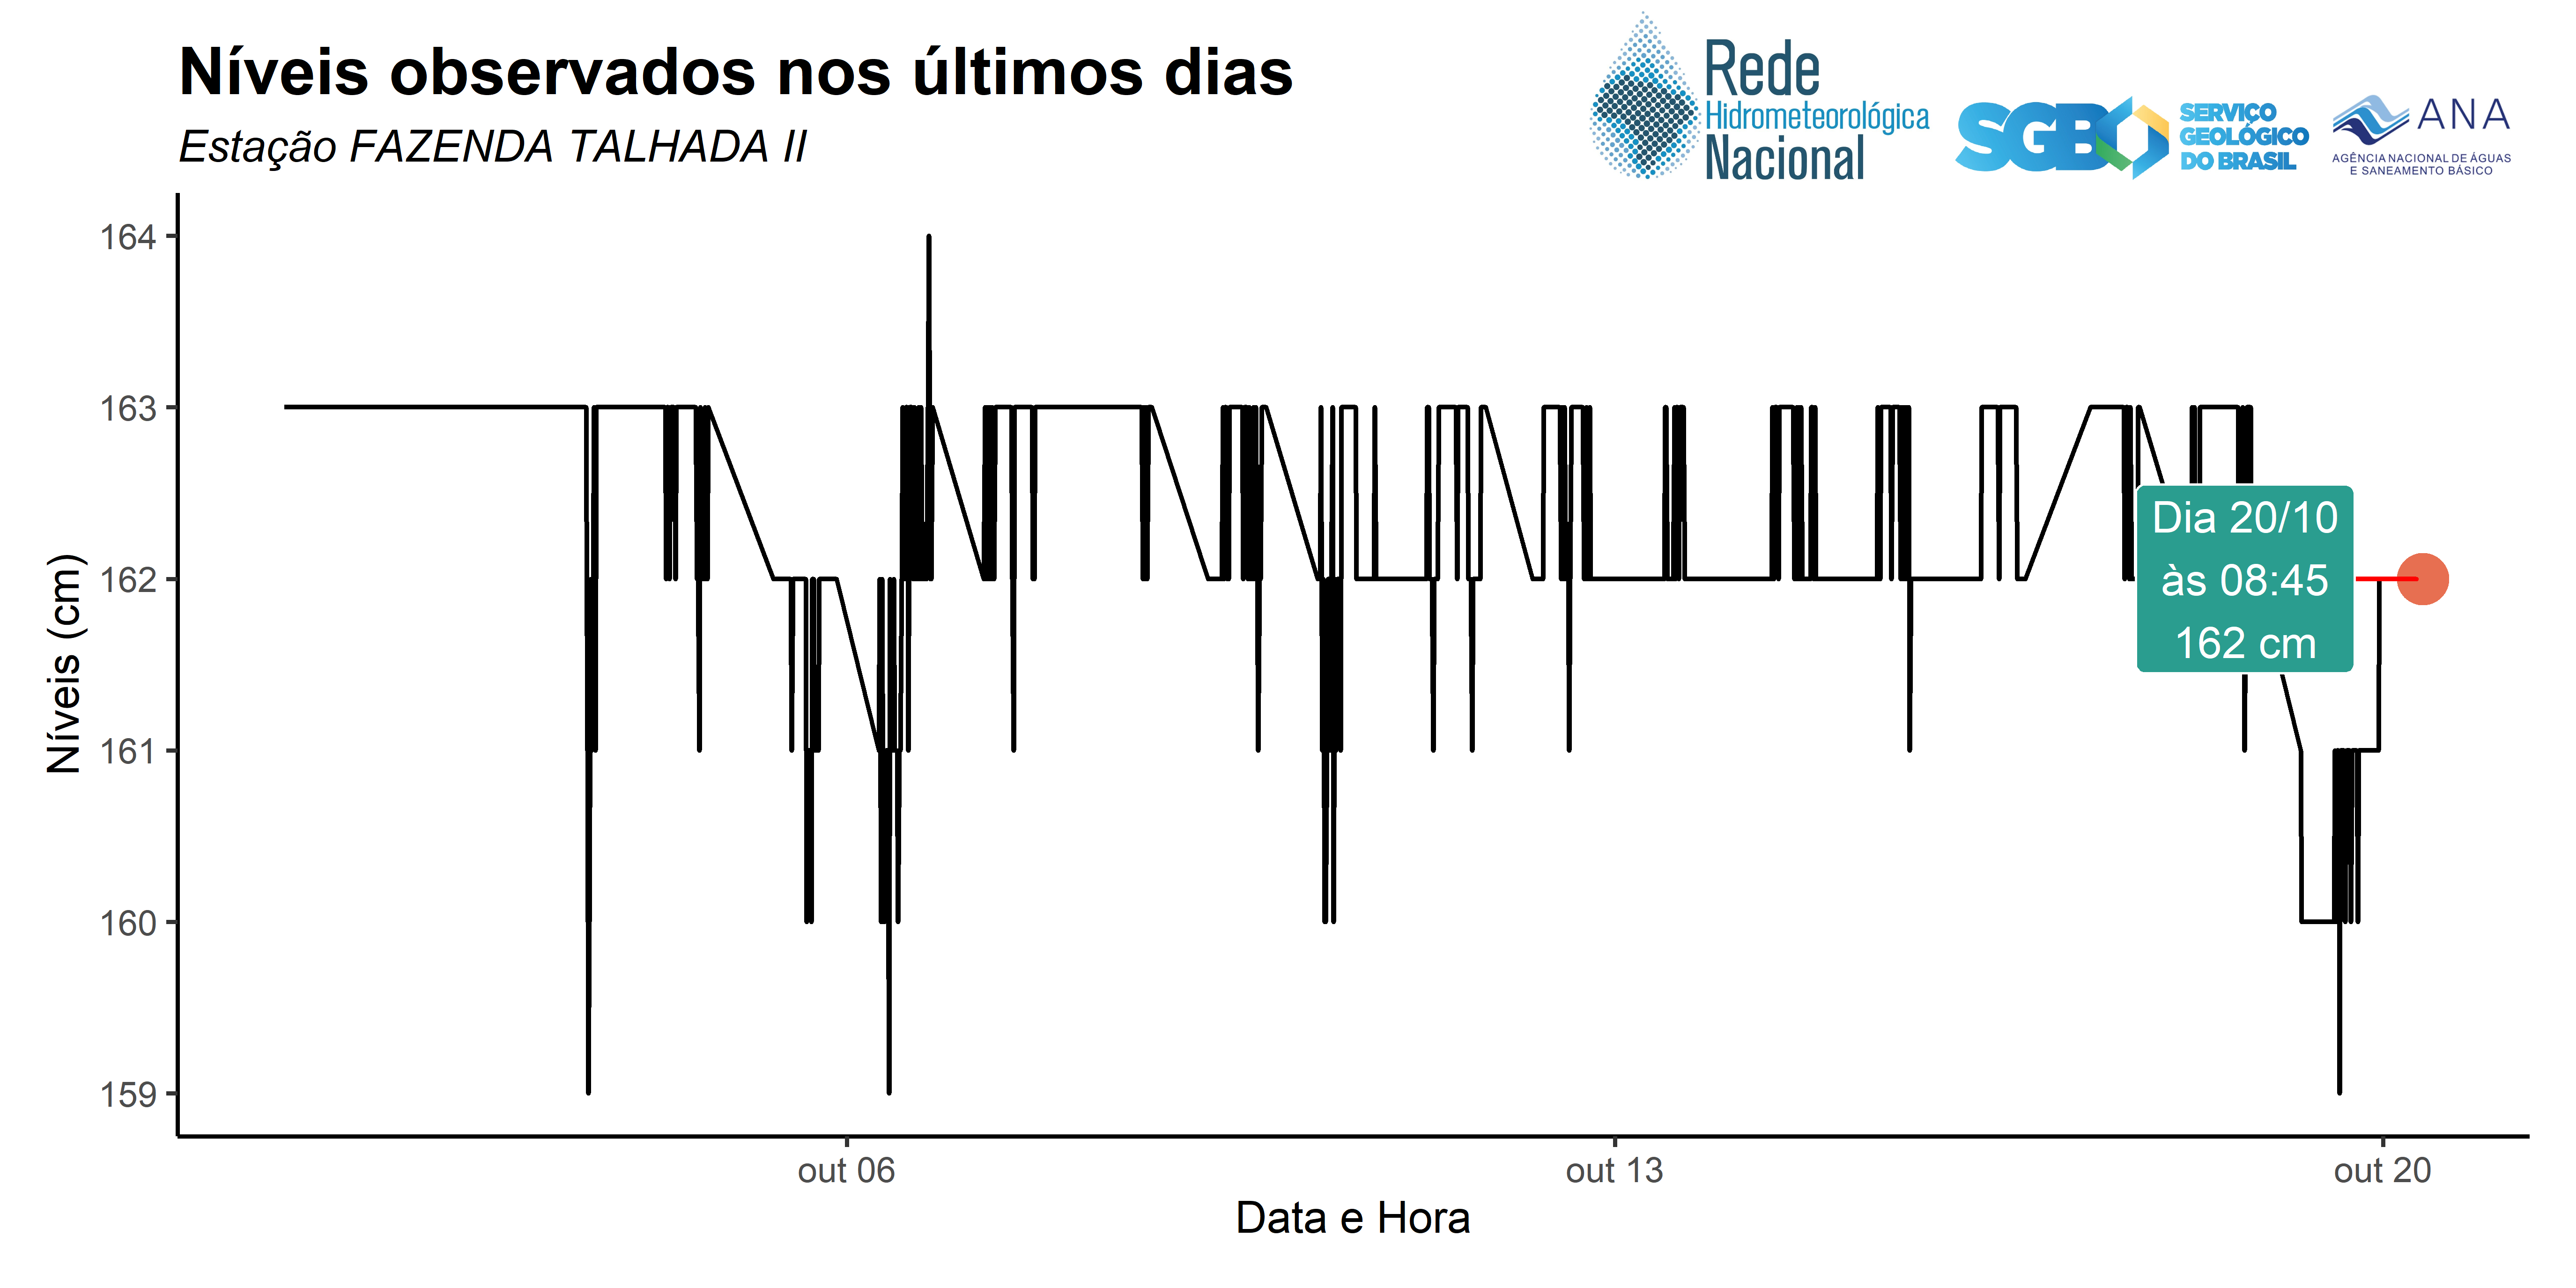 Níveis observados nos últimos dias
Estação FAZENDA TALHADA II
Rede
Hidrometeorológica
Nacional
SGB
SERVIÇO
GEOLÓGICO
DO BRASIL
ANA
AGÊNCIA NACIONAL DE ÁGUAS
E SANEAMENTO BÁSICO
Níveis (cm)
164
163
162
161
160
159
Dia 20/10
às 08:45
162 cm
out 06
out 13
out 20
Data e Hora